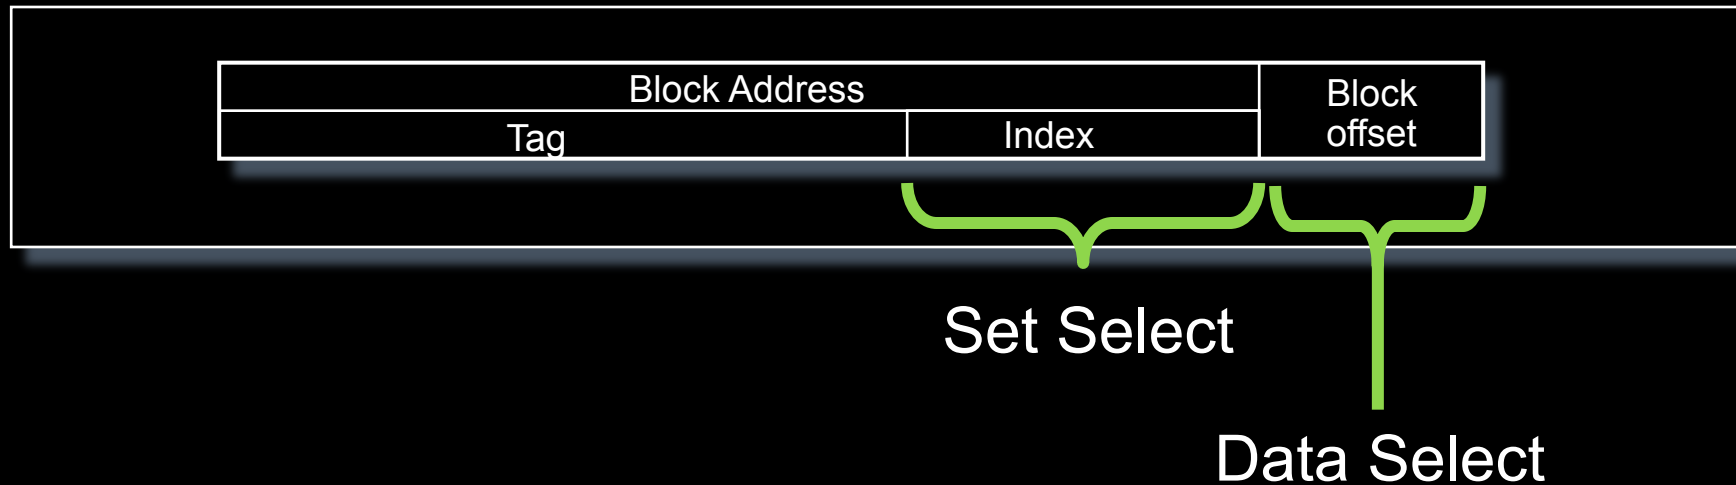 Block Address
Tag
Index
Block
offset
Set Select
Data Select